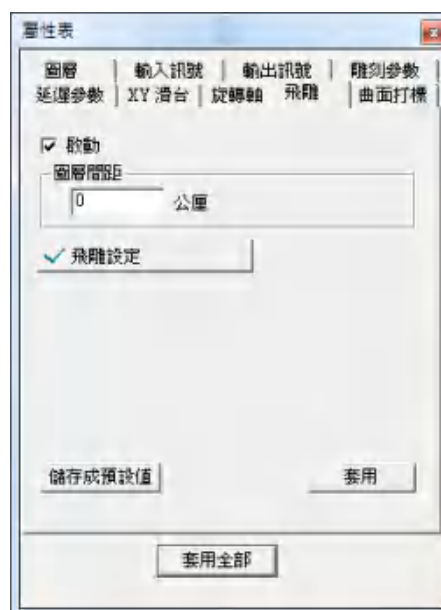 屬性表
圖層 輸入訊號 輸出訊號 雕刻參數
延遲參數 XY 滑台 旋轉軸 飛雕 曲面打標
啟動
圖層間距
0 公厘
飛雕設定
儲存成預設值 套用
套用全部